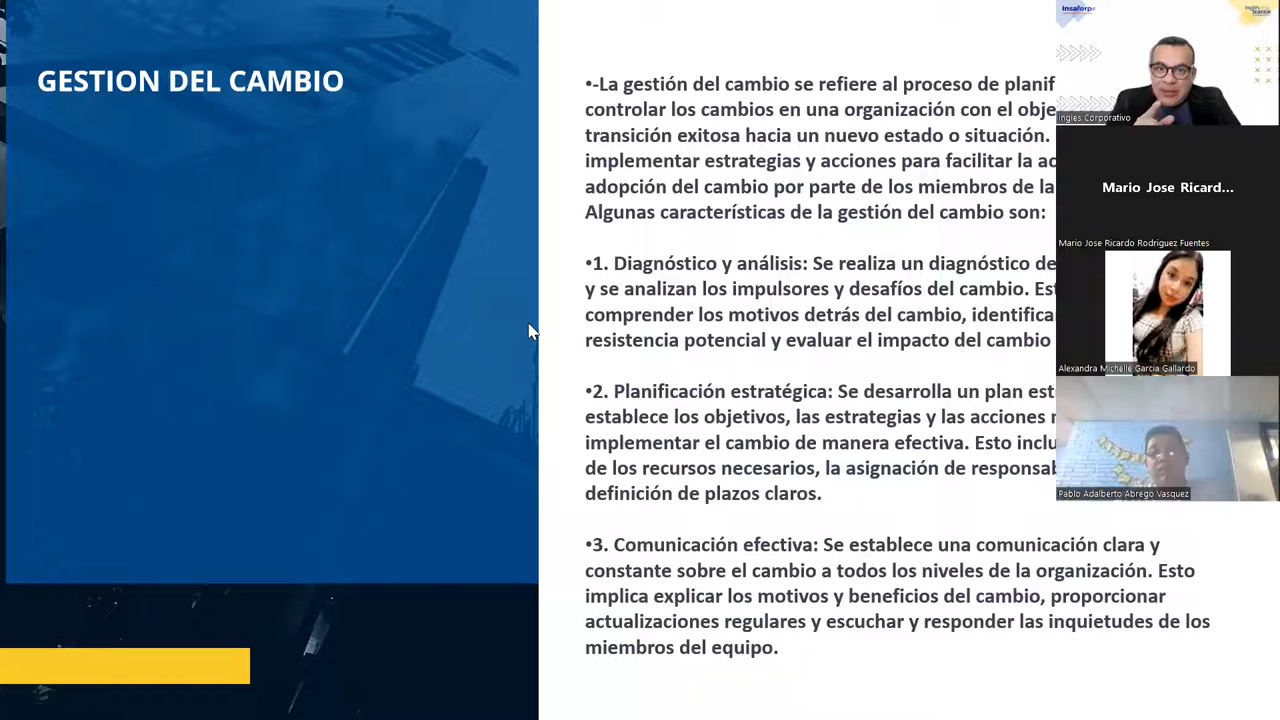 GESTION DEL CAMBIO
•-La gestión del cambio se refiere al proceso de planif
controlar los cambios en una organización con el obje
transición exitosa hacia un nuevo estado o situación.
implementar estrategias y acciones para facilitar la ac
adopción del cambio por parte de los miembros de la
Algunas características de la gestión del cambio son:
•1. Diagnóstico y análisis: Se realiza un diagnóstico de
y se analizan los impulsores y desafíos del cambio. Est
comprender los motivos detrás del cambio, identifica
resistencia potencial y evaluar el impacto del cambio
•2. Planificación estratégica: Se desarrolla un plan est
establece los objetivos, las estrategias y las acciones
implementar el cambio de manera efectiva. Esto inclu
de los recursos necesarios, la asignación de responsab
definición de plazos claros.
•3. Comunicación efectiva: Se establece una comunicación clara y
constante sobre el cambio a todos los niveles de la organización. Esto
implica explicar los motivos y beneficios del cambio, proporcionar
actualizaciones regulares y escuchar y responder las inquietudes de los
miembros del equipo.
insaforp
Ingles Corporativo
Mario Jose Ricard...
Mario Jose Ricardo Rodriguez Fuentes
Alexandra Michelle Garcia Gallardo
Pablo Adalberto Abrego Vasquez